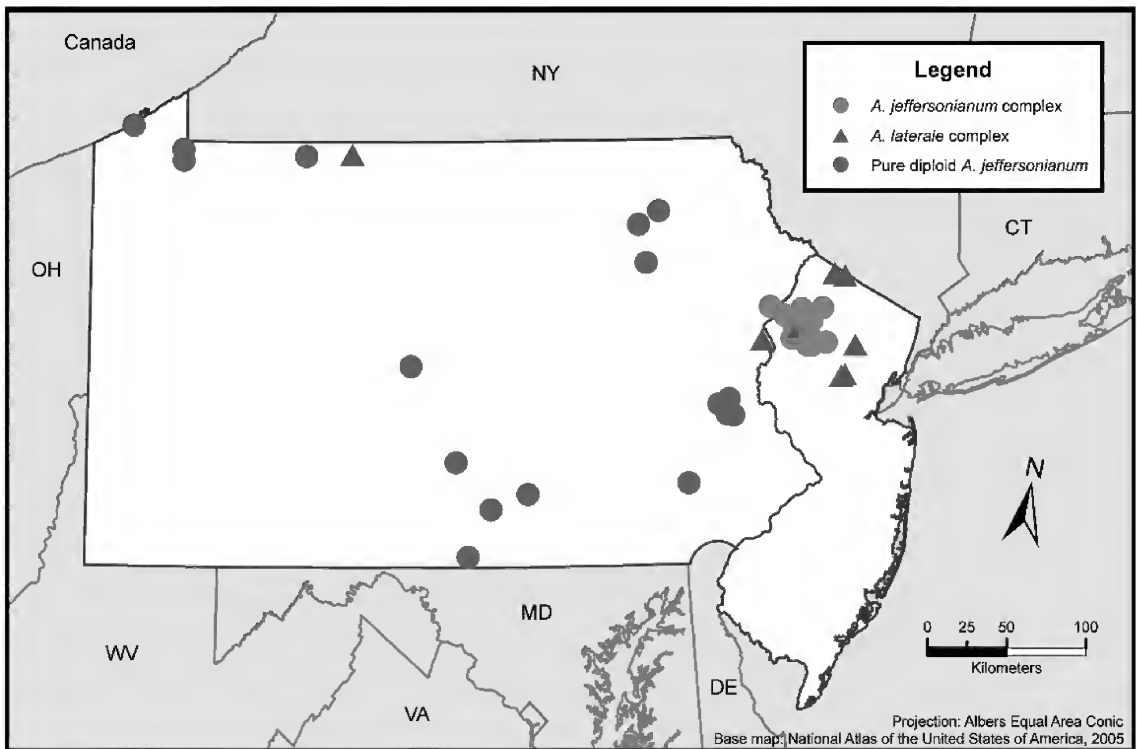 Canada
NY
Legend
A. jeffersonianum complex
A. laterale complex
Pure diploid A. jeffersonianum
CT
OH
N
MD
WV
DE
VA
0 25 50 100
Kilometers
Projection: Albers Equal Area Conic
Base map: National Atlas of the United States of America, 2005